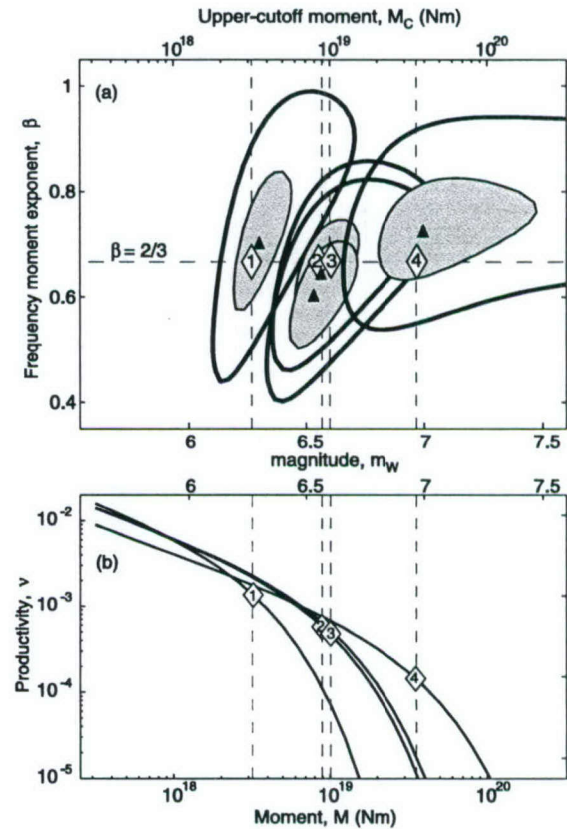 Upper-cutoff moment, M_C (Nm)
10^18 10^19 10^20
(a)
Frequency moment exponent, β
1
0.8
0.6
0.4
β = 2/3
1 2 3 4
6 6.5 7 7.5
magnitude, m_W
6 6.5 7 7.5
(b)
Productivity, ν
10^-2
10^-3
10^-4
10^-5
1 2 3 4
10^18 10^19 10^20
Moment, M (Nm)